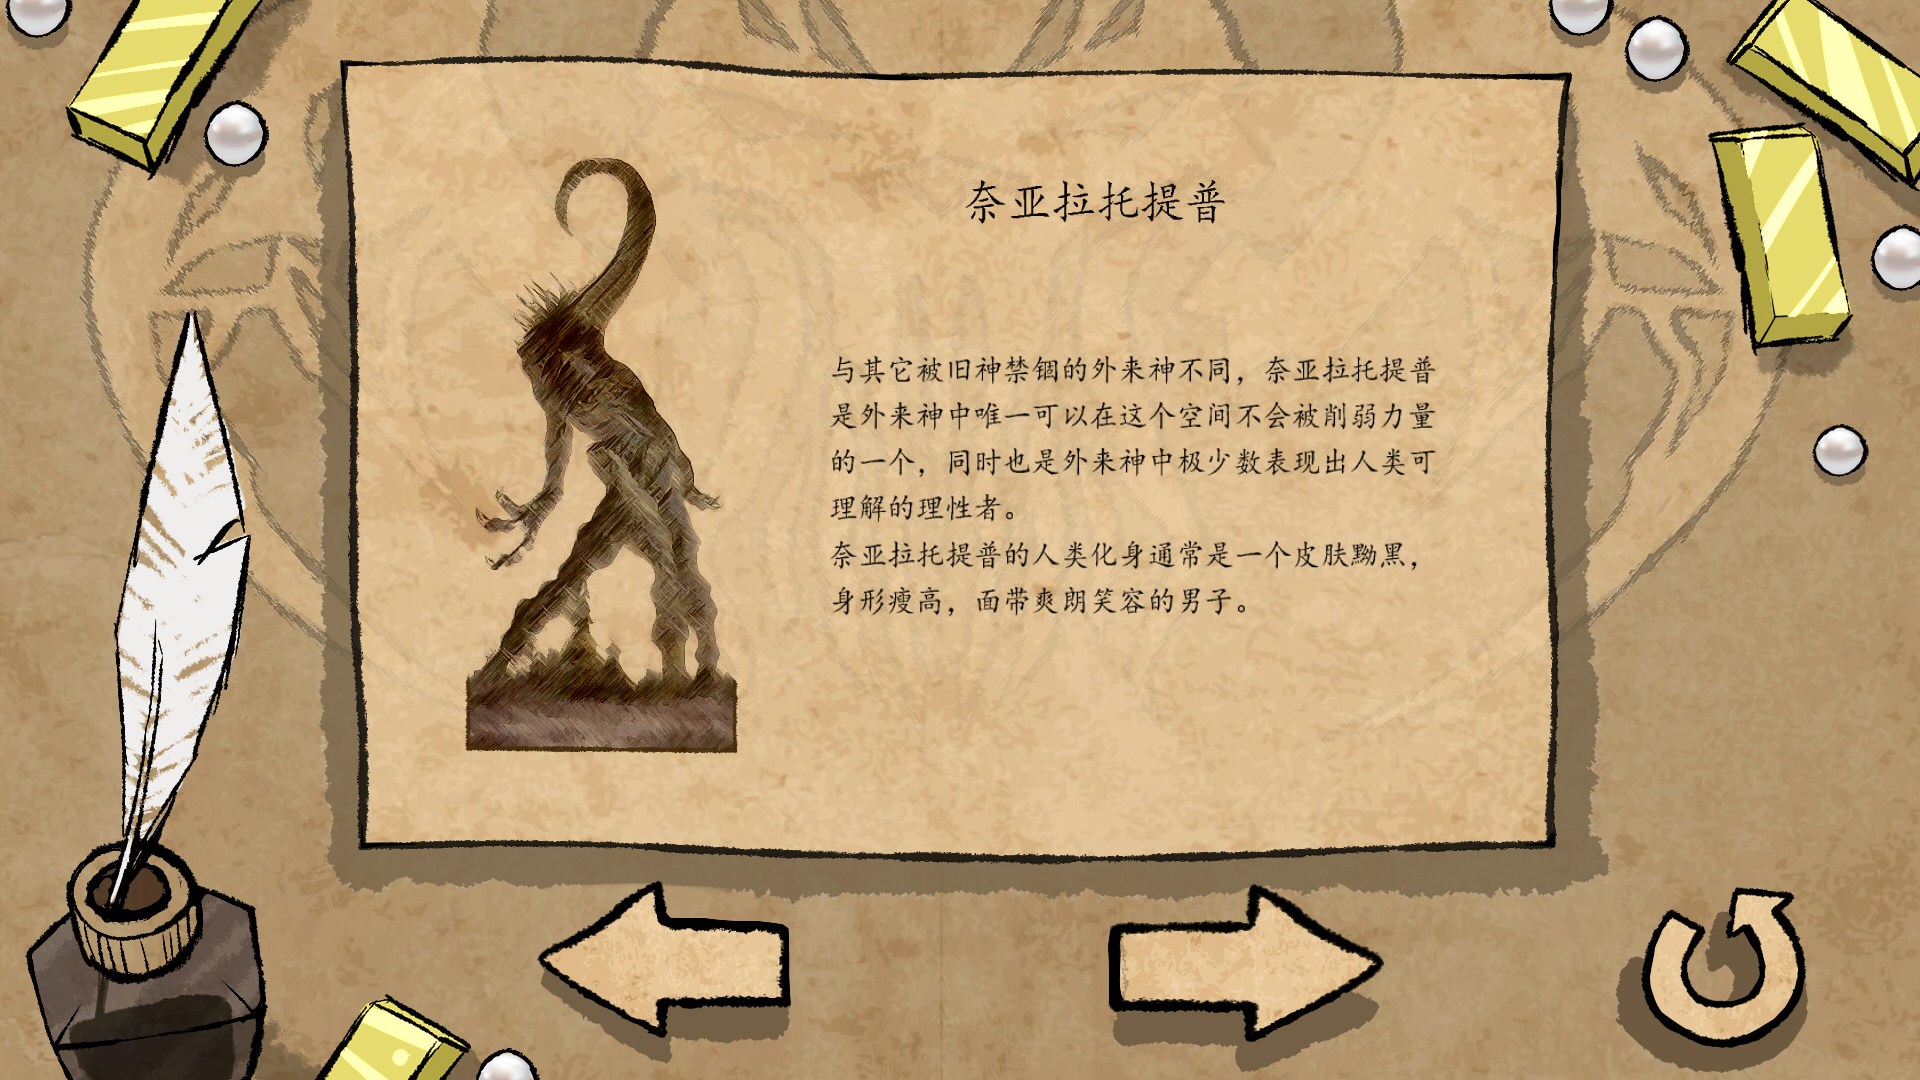 奈亚拉托提普
与其它被旧神禁锢的外来神不同，奈亚拉托提普
是外来神中唯一可以在这个空间不会被削弱力量
的一个，同时也是外来神中极少数表现出人类可
理解的理性者。
奈亚拉托提普的人类化身通常是一个皮肤黝黑，
身形瘦高，面带爽朗笑容的男子。